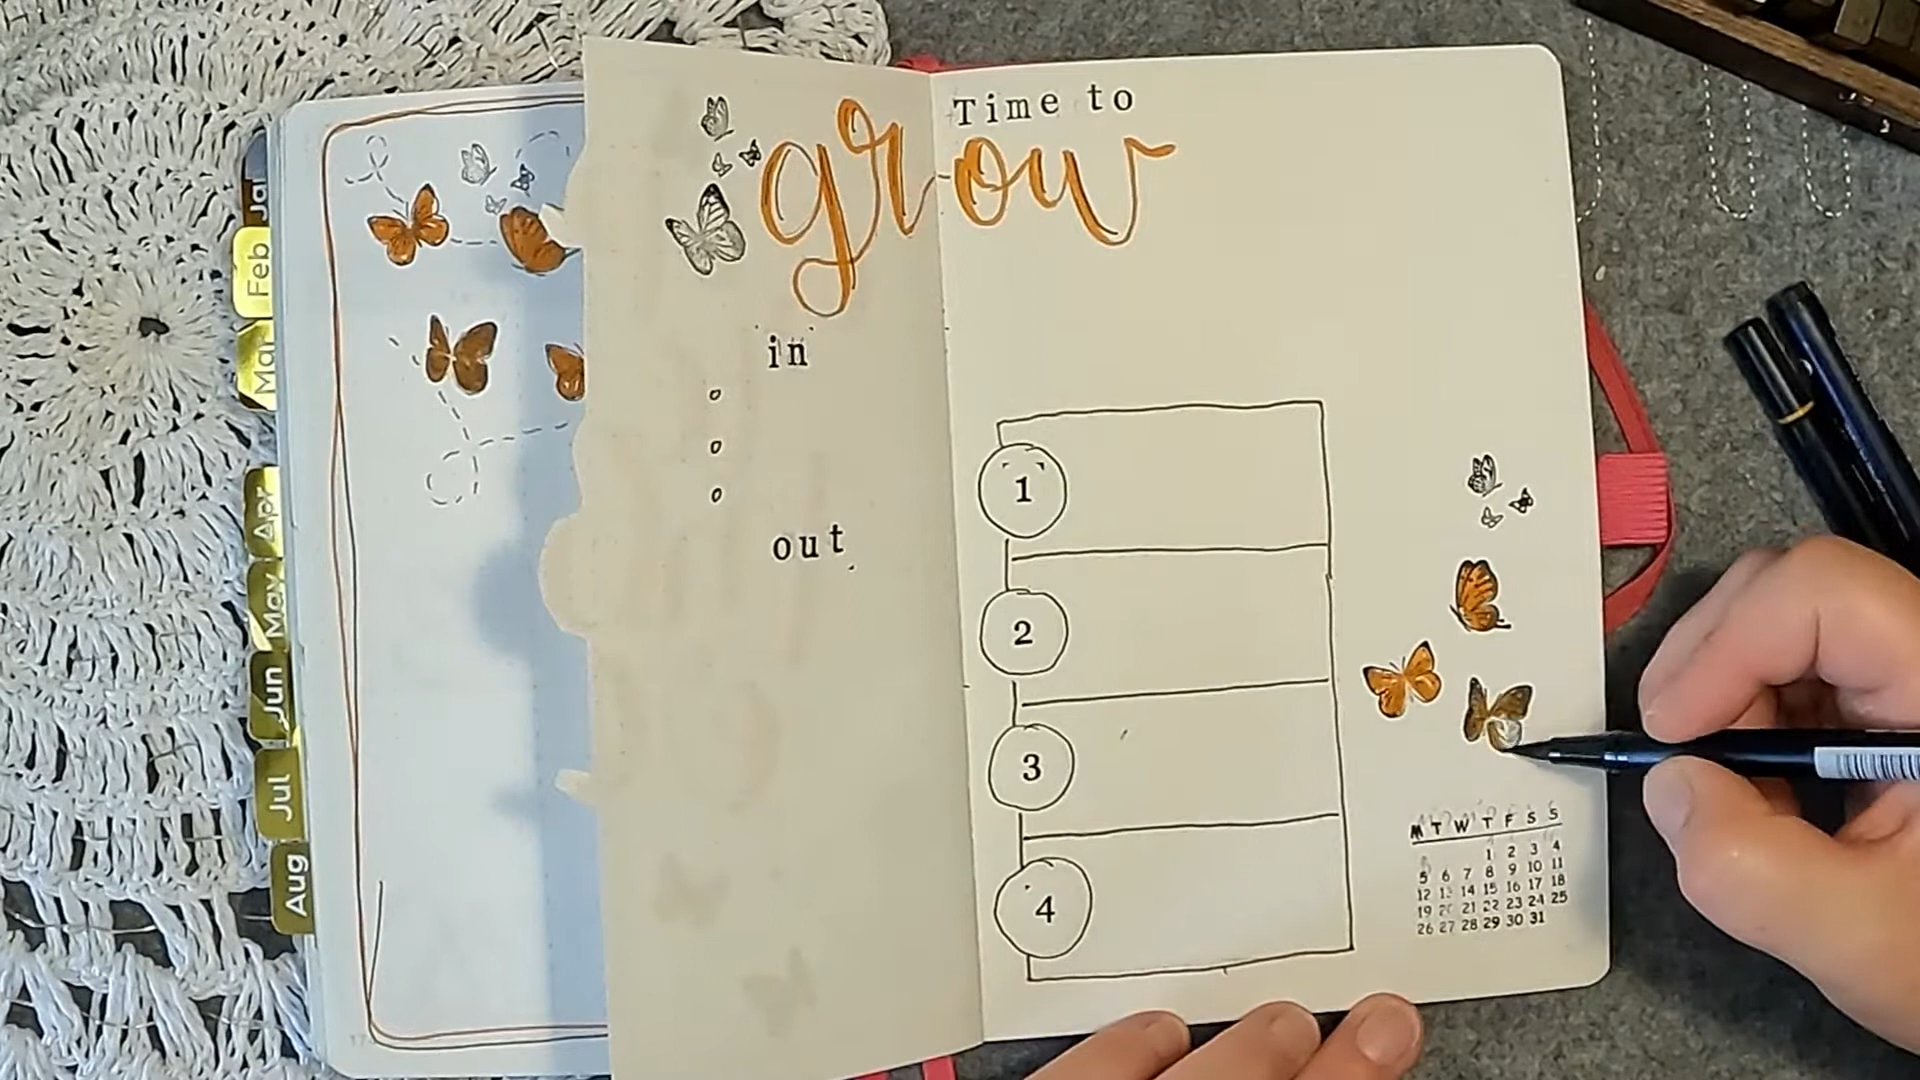 Ja
Feb
Mar
Apr
May
Jun
Jul
Aug
Time to
grow
in
out
1
2
3
4
M T W T F S S
1 2 3 4
5 6 7 8 9 10 11
12 13 14 15 16 17 18
19 20 21 22 23 24 25
26 27 28 29 30 31